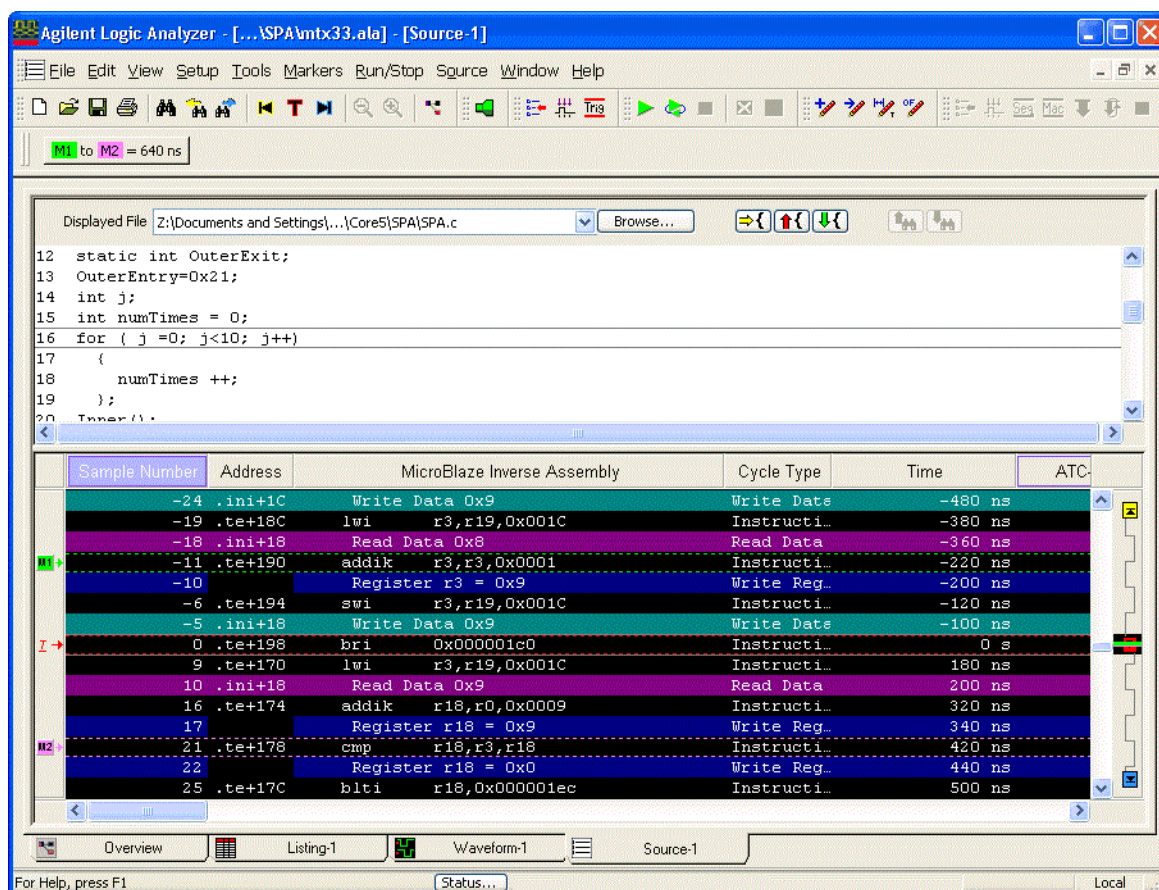 Agilent Logic Analyzer - [...\SPA\mtx33.ala] - [Source-1]
File Edit View Setup Tools Markers Run/Stop Source Window Help
T Trig Seq Mac
M1 to M2 = 640 ns
Displayed File Z:\Documents and Settings\...\Core5\SPA\SPA.c Browse...
12 static int OuterExit;
13 OuterEntry=0x21;
14 int j;
15 int numTimes = 0;
16 for ( j =0; j<10; j++)
17 {
18 numTimes ++;
19 };
20 Inner();
Sample Number Address MicroBlaze Inverse Assembly Cycle Type Time ATC-
-24 .ini+1C Write Data 0x9 Write Data -480 ns
-19 .te+18C lwi r3,r19,0x001C Instructi… -380 ns
-18 .ini+18 Read Data 0x8 Read Data -360 ns
M1 -11 .te+190 addik r3,r3,0x0001 Instructi… -220 ns
-10 Register r3 = 0x9 Write Reg… -200 ns
-6 .te+194 swi r3,r19,0x001C Instructi… -120 ns
-5 .ini+18 Write Data 0x9 Write Data -100 ns
T 0 .te+198 bri 0x000001c0 Instructi… 0 s
9 .te+170 lwi r3,r19,0x001C Instructi… 180 ns
10 .ini+18 Read Data 0x9 Read Data 200 ns
16 .te+174 addik r18,r0,0x0009 Instructi… 320 ns
17 Register r18 = 0x9 Write Reg… 340 ns
M2 21 .te+178 cmp r18,r3,r18 Instructi… 420 ns
22 Register r18 = 0x0 Write Reg… 440 ns
25 .te+17C blti r18,0x000001ec Instructi… 500 ns
Overview Listing-1 Waveform-1 Source-1
For Help, press F1 Status... Local